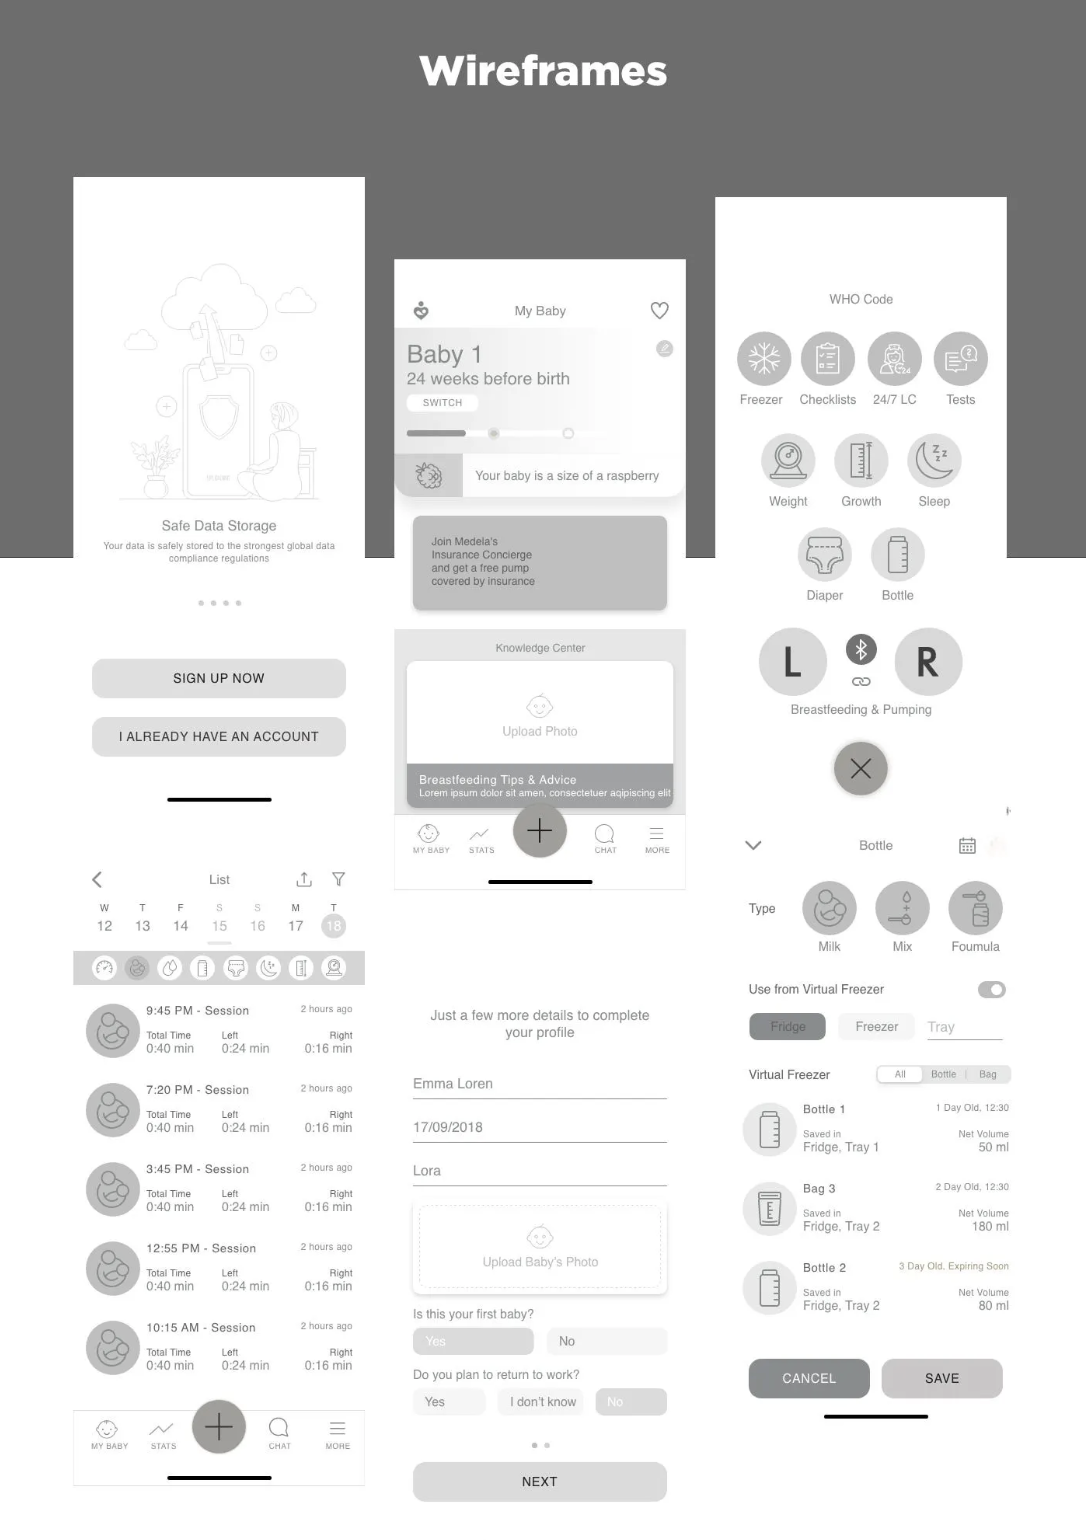 Wireframes
Safe Data Storage
Your data is safely stored to the strongest global data
compliance regulations
SIGN UP NOW
I ALREADY HAVE AN ACCOUNT
My Baby
Baby 1
24 weeks before birth
SWITCH
Your baby is a size of a raspberry
Join Medela's
Insurance Concierge
and get a free pump
covered by insurance
Knowledge Center
Upload Photo
Breastfeeding Tips & Advice
Lorem ipsum dolor sit amen, consectetuer aqipiscing elit
MY BABY STATS CHAT MORE
WHO Code
Freezer Checklists 24/7 LC Tests
Weight Growth Sleep
Diaper Bottle
L R
Breastfeeding & Pumping
List
W T F S S M T
12 13 14 15 16 17 18
9:45 PM - Session 2 hours ago
Total Time Left Right
0:40 min 0:24 min 0:16 min
7:20 PM - Session 2 hours ago
Total Time Left Right
0:40 min 0:24 min 0:16 min
3:45 PM - Session 2 hours ago
Total Time Left Right
0:40 min 0:24 min 0:16 min
12:55 PM - Session 2 hours ago
Total Time Left Right
0:40 min 0:24 min 0:16 min
10:15 AM - Session 2 hours ago
Total Time Left Right
0:40 min 0:24 min 0:16 min
MY BABY STATS CHAT MORE
Just a few more details to complete
your profile
Emma Loren
17/09/2018
Lora
Upload Baby's Photo
Is this your first baby?
Yes No
Do you plan to return to work?
Yes I don't know No
NEXT
Bottle
Type
Milk Mix Foumula
Use from Virtual Freezer
Fridge Freezer Tray
Virtual Freezer All Bottle Bag
Bottle 1 1 Day Old, 12:30
Saved in Net Volume
Fridge, Tray 1 50 ml
Bag 3 2 Day Old, 12:30
Saved in Net Volume
Fridge, Tray 2 180 ml
Bottle 2 3 Day Old, Expiring Soon
Saved in Net Volume
Fridge, Tray 2 80 ml
CANCEL SAVE